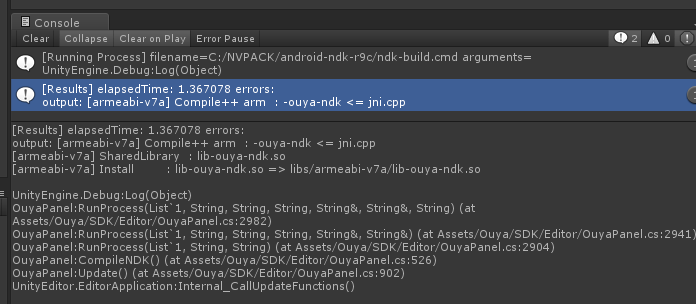 Console
Clear Collapse Clear on Play Error Pause 2 0
[Running Process] filename=C:/NVPACK/android-ndk-r9c/ndk-build.cmd arguments=
UnityEngine.Debug:Log(Object)
[Results] elapsedTime: 1.367078 errors:
output: [armeabi-v7a] Compile++ arm : -ouya-ndk <= jni.cpp
[Results] elapsedTime: 1.367078 errors:
output: [armeabi-v7a] Compile++ arm : -ouya-ndk <= jni.cpp
[armeabi-v7a] SharedLibrary : lib-ouya-ndk.so
[armeabi-v7a] Install : lib-ouya-ndk.so => libs/armeabi-v7a/lib-ouya-ndk.so
UnityEngine.Debug:Log(Object)
OuyaPanel:RunProcess(List`1, String, String, String, String&, String&, String) (at
Assets/Ouya/SDK/Editor/OuyaPanel.cs:2982)
OuyaPanel:RunProcess(List`1, String, String, String&, String&) (at Assets/Ouya/SDK/Editor/OuyaPanel.cs:2941)
OuyaPanel:RunProcess(List`1, String, String) (at Assets/Ouya/SDK/Editor/OuyaPanel.cs:2904)
OuyaPanel:CompileNDK() (at Assets/Ouya/SDK/Editor/OuyaPanel.cs:526)
OuyaPanel:Update() (at Assets/Ouya/SDK/Editor/OuyaPanel.cs:902)
UnityEditor.EditorApplication:Internal_CallUpdateFunctions()